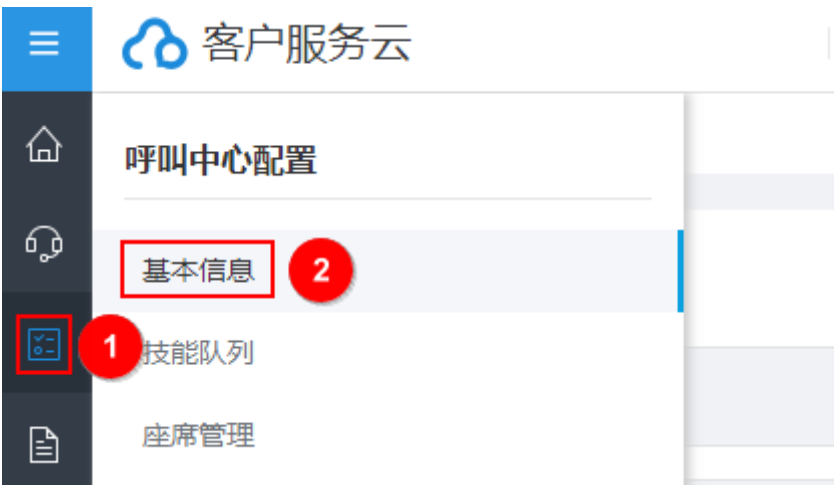 客户服务云
呼叫中心配置
基本信息 2
1 技能队列
座席管理